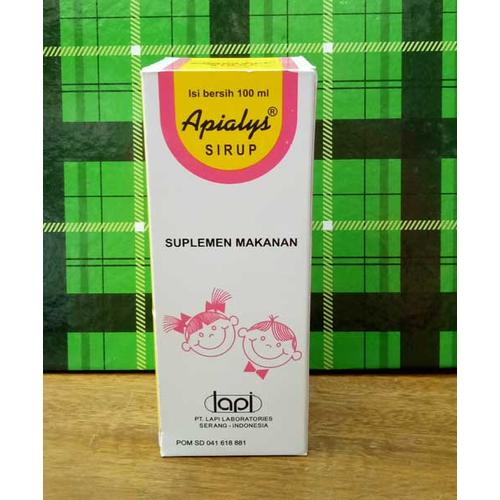 Isi bersih 100 ml
Apialys®
SIRUP
SUPLEMEN MAKANAN
lapi
PT. LAPI LABORATORIES
SERANG - INDONESIA
POM SD 041 618 881